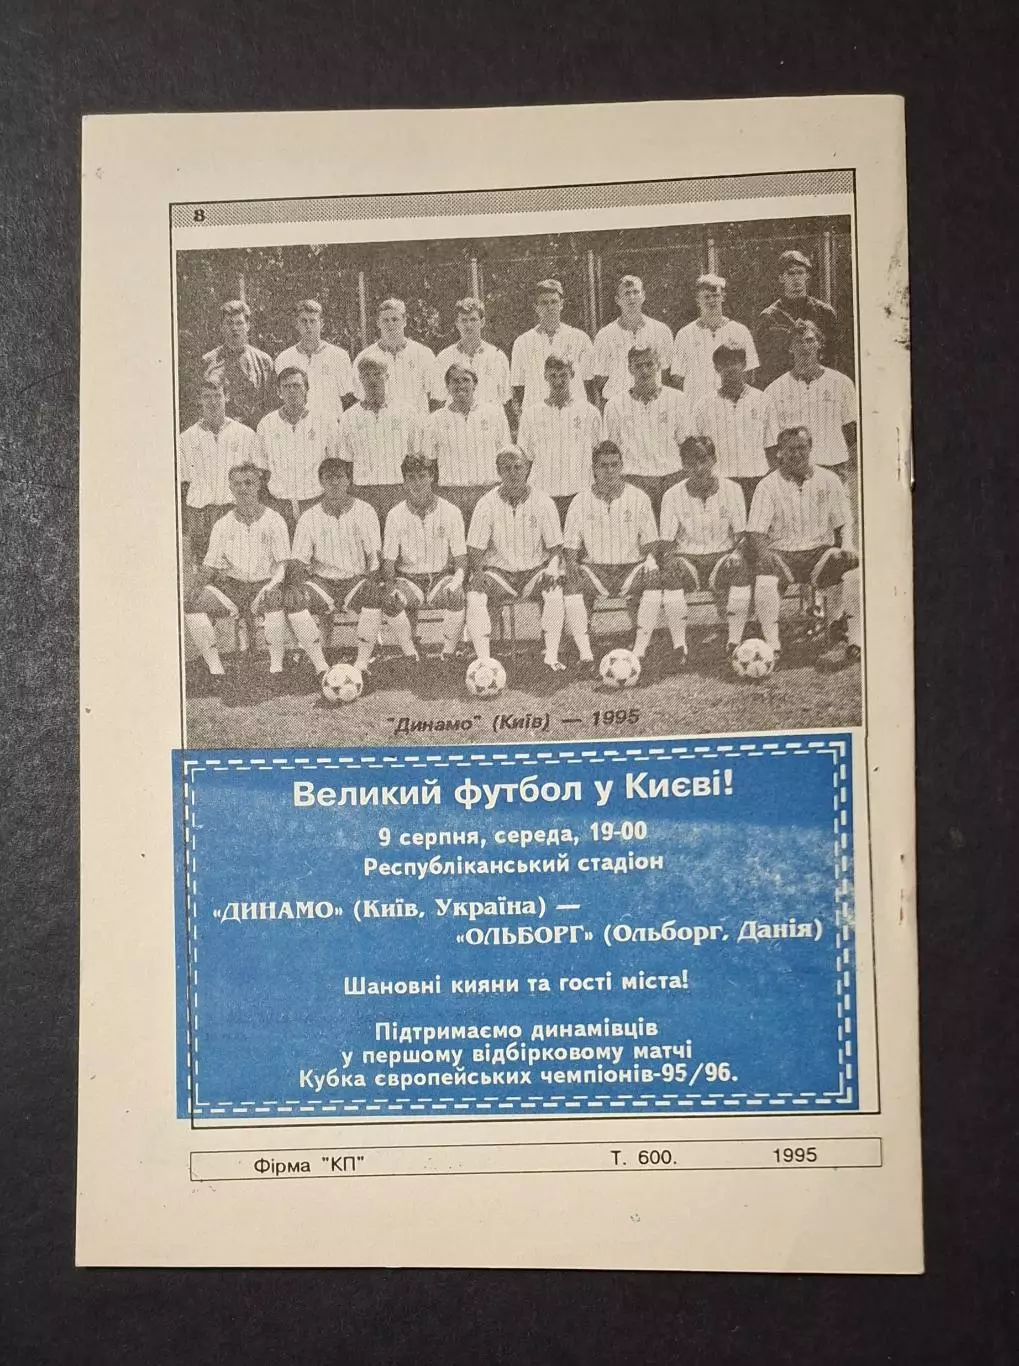 8
"Динамо" (Київ) — 1995
Великий футбол у Києві!
9 серпня, середа, 19-00
Республіканський стадіон
«ДИНАМО» (Київ, Україна) —
«ОЛЬБОРГ» (Ольборг, Данія)
Шановні кияни та гості міста!
Підтримаємо динамівців
у першому відбірковому матчі
Кубка європейських чемпіонів-95/96.
Фірма "КП" Т. 600. 1995